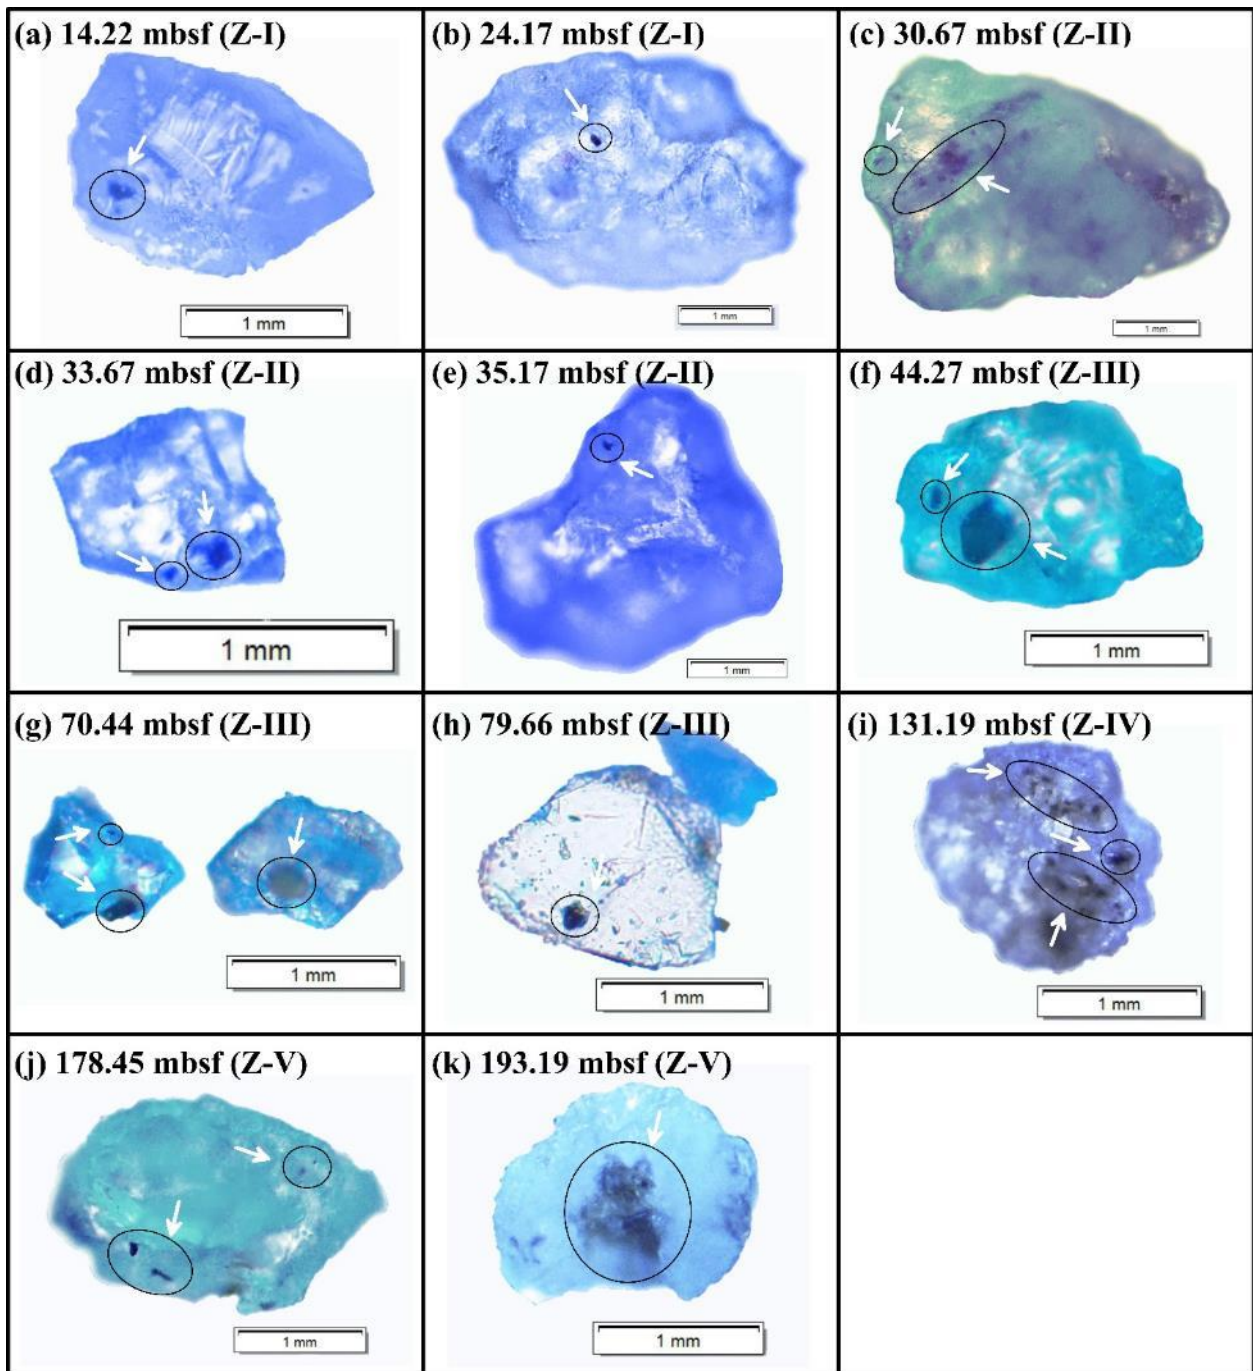 (a) 14.22 mbsf (Z-I)
1 mm
(b) 24.17 mbsf (Z-I)
1 mm
(c) 30.67 mbsf (Z-II)
1 mm
(d) 33.67 mbsf (Z-II)
1 mm
(e) 35.17 mbsf (Z-II)
1 mm
(f) 44.27 mbsf (Z-III)
1 mm
(g) 70.44 mbsf (Z-III)
1 mm
(h) 79.66 mbsf (Z-III)
1 mm
(i) 131.19 mbsf (Z-IV)
1 mm
(j) 178.45 mbsf (Z-V)
1 mm
(k) 193.19 mbsf (Z-V)
1 mm